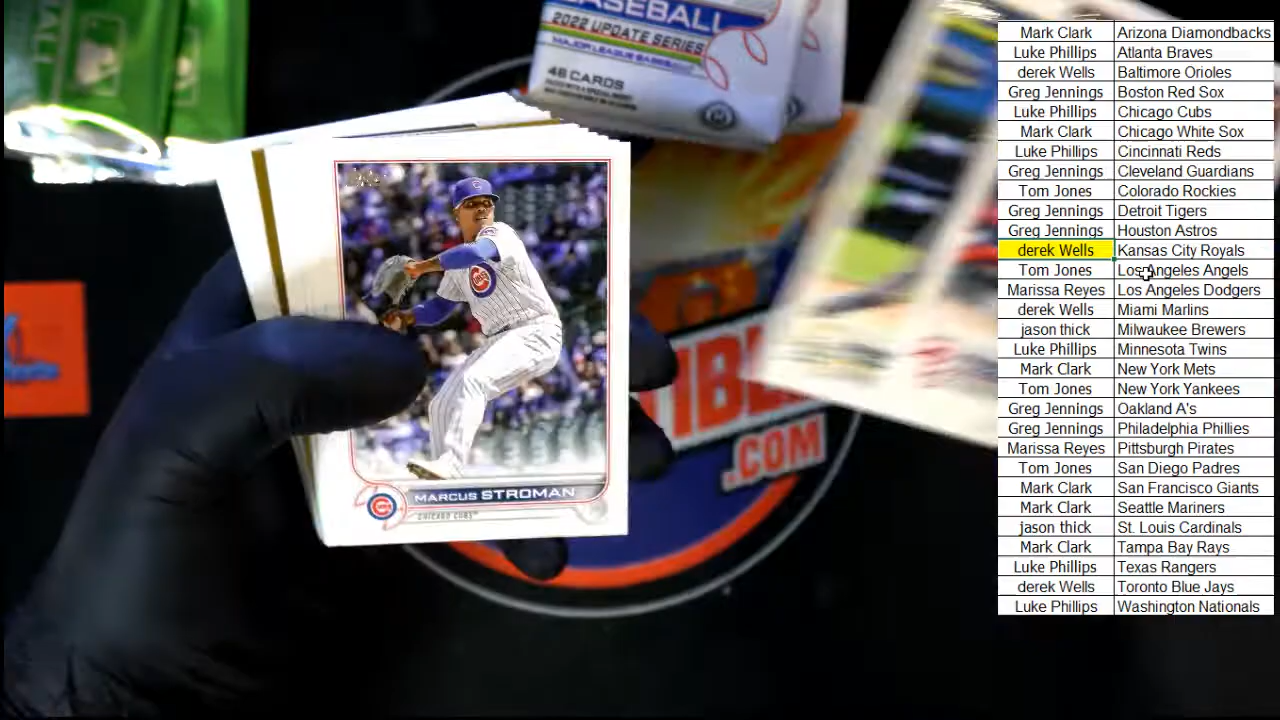 BASEBALL
2022 UPDATE SERIES
MAJOR LEAGUE BASEBALL
46 CARDS
MARCUS STROMAN
CHICAGO CUBS
IBL
.COM
Mark Clark Arizona Diamondbacks
Luke Phillips Atlanta Braves
derek Wells Baltimore Orioles
Greg Jennings Boston Red Sox
Luke Phillips Chicago Cubs
Mark Clark Chicago White Sox
Luke Phillips Cincinnati Reds
Greg Jennings Cleveland Guardians
Tom Jones Colorado Rockies
Greg Jennings Detroit Tigers
Greg Jennings Houston Astros
derek Wells Kansas City Royals
Tom Jones Los Angeles Angels
Marissa Reyes Los Angeles Dodgers
derek Wells Miami Marlins
jason thick Milwaukee Brewers
Luke Phillips Minnesota Twins
Mark Clark New York Mets
Tom Jones New York Yankees
Greg Jennings Oakland A's
Greg Jennings Philadelphia Phillies
Marissa Reyes Pittsburgh Pirates
Tom Jones San Diego Padres
Mark Clark San Francisco Giants
Mark Clark Seattle Mariners
jason thick St. Louis Cardinals
Mark Clark Tampa Bay Rays
Luke Phillips Texas Rangers
derek Wells Toronto Blue Jays
Luke Phillips Washington Nationals